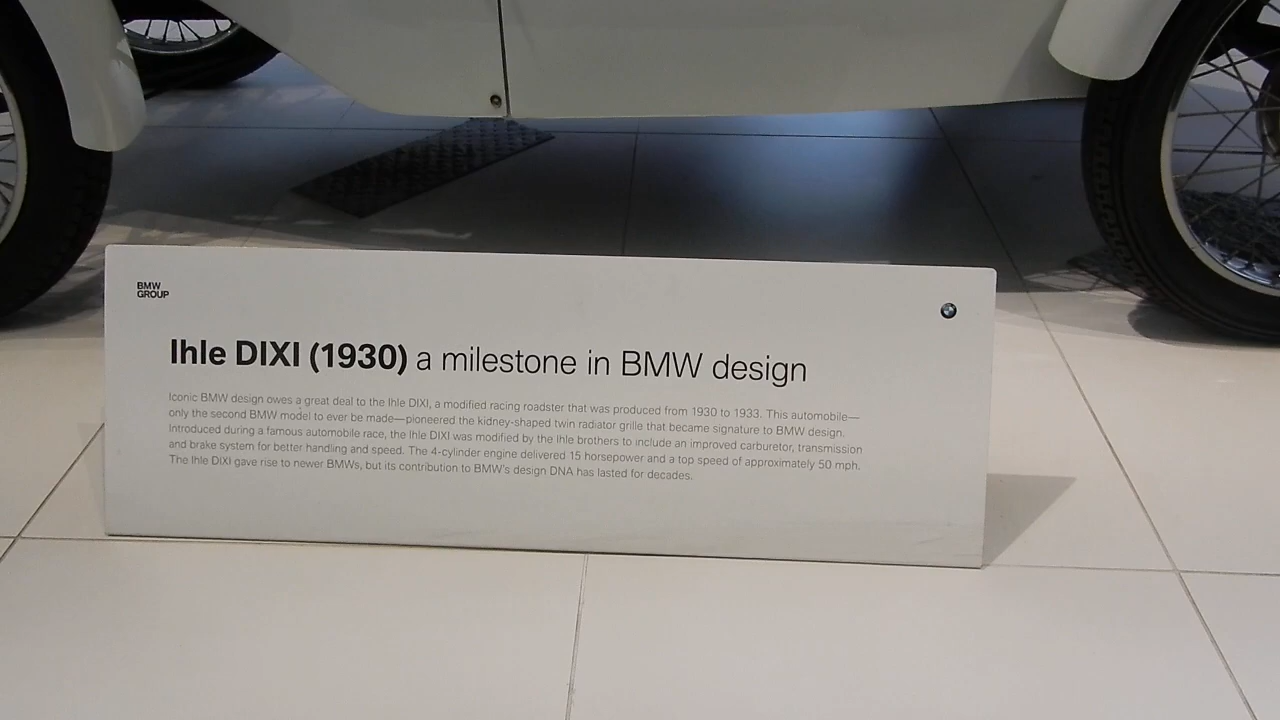 BMW
GROUP
Ihle DIXI (1930) a milestone in BMW design
Iconic BMW design owes a great deal to the Ihle DIXI, a modified racing roadster that was produced from 1930 to 1933. This automobile—
only the second BMW model to ever be made—pioneered the kidney-shaped twin radiator grille that became signature to BMW design.
Introduced during a famous automobile race, the Ihle DIXI was modified by the Ihle brothers to include an improved carburetor, transmission
and brake system for better handling and speed. The 4-cylinder engine delivered 15 horsepower and a top speed of approximately 50 mph.
The Ihle DIXI gave rise to newer BMWs, but its contribution to BMW's design DNA has lasted for decades.